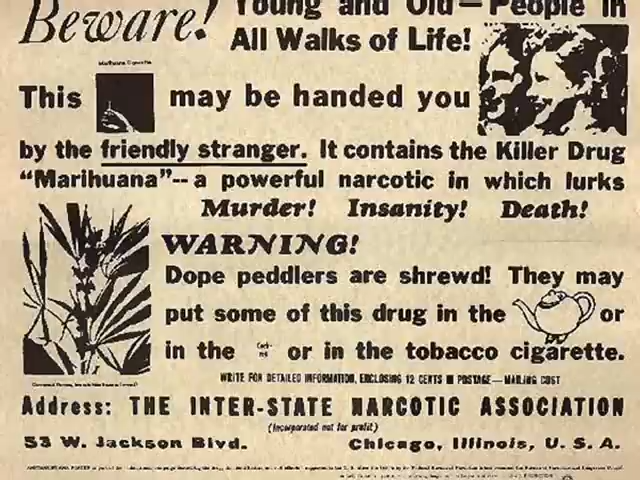 Beware! Young and Old—People in
All Walks of Life!
Marihuana Cigarette
This may be handed you
by the friendly stranger. It contains the Killer Drug
"Marihuana"-- a powerful narcotic in which lurks
Murder! Insanity! Death!
WARNING!
Dope peddlers are shrewd! They may
put some of this drug in the or
in the or in the tobacco cigarette.
WRITE FOR DETAILED INFORMATION, ENCLOSING 12 CENTS IN POSTAGE—MAILING COST
Address: THE INTER-STATE NARCOTIC ASSOCIATION
(Incorporated not for profit)
53 W. Jackson Blvd. Chicago, Illinois, U. S. A.